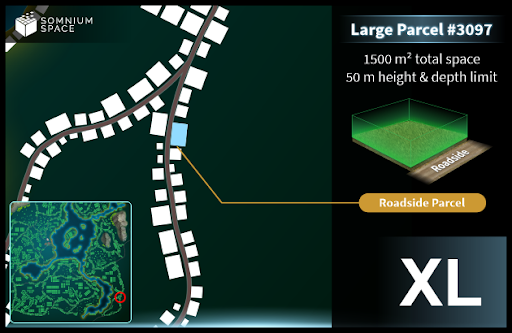 SOMNIUM
SPACE
Large Parcel #3097
1500 m² total space
50 m height & depth limit
Roadside
Roadside Parcel
XL